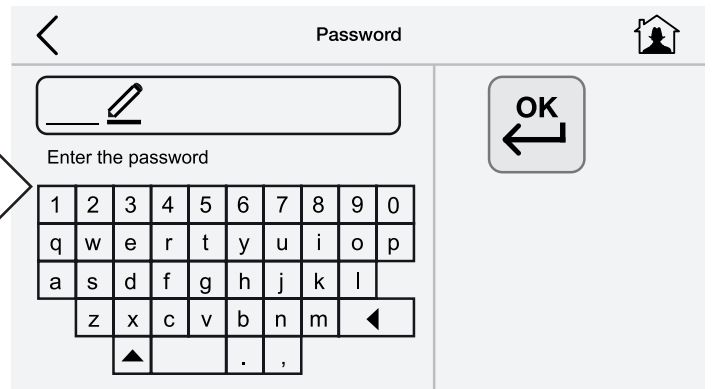 Password
OK
Enter the password
1 2 3 4 5 6 7 8 9 0
q w e r t y u i o p
a s d f g h j k l
z x c v b n m
. ,